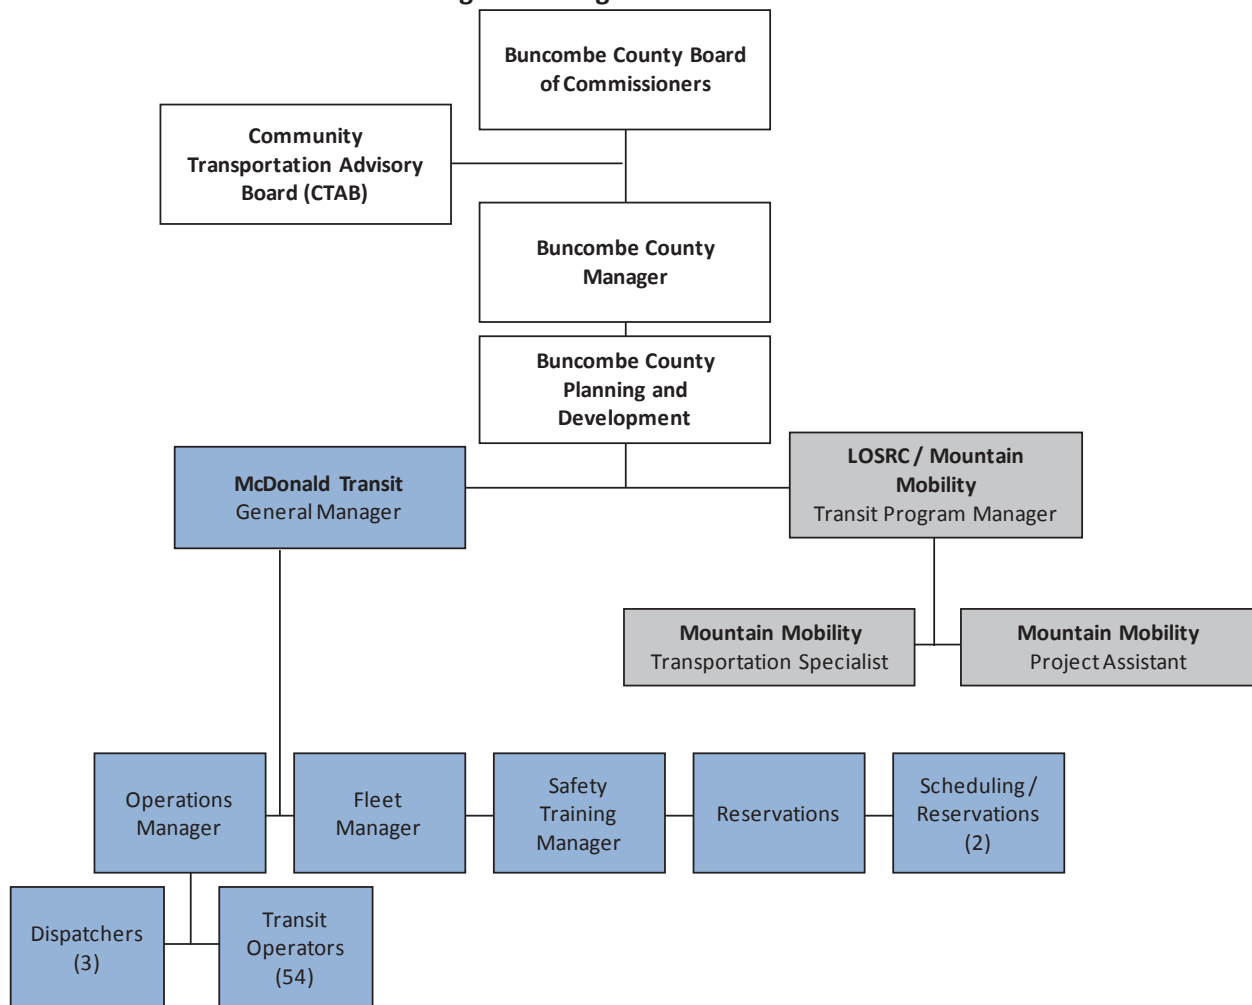 Buncombe County Board
of Commissioners
Community
Transportation Advisory
Board (CTAB)
Buncombe County
Manager
Buncombe County
Planning and
Development
McDonald Transit
General Manager
LOSRC / Mountain
Mobility
Transit Program Manager
Mountain Mobility
Transportation Specialist
Mountain Mobility
Project Assistant
Operations
Manager
Fleet
Manager
Safety
Training
Manager
Reservations
Scheduling /
Reservations
(2)
Dispatchers
(3)
Transit
Operators
(54)